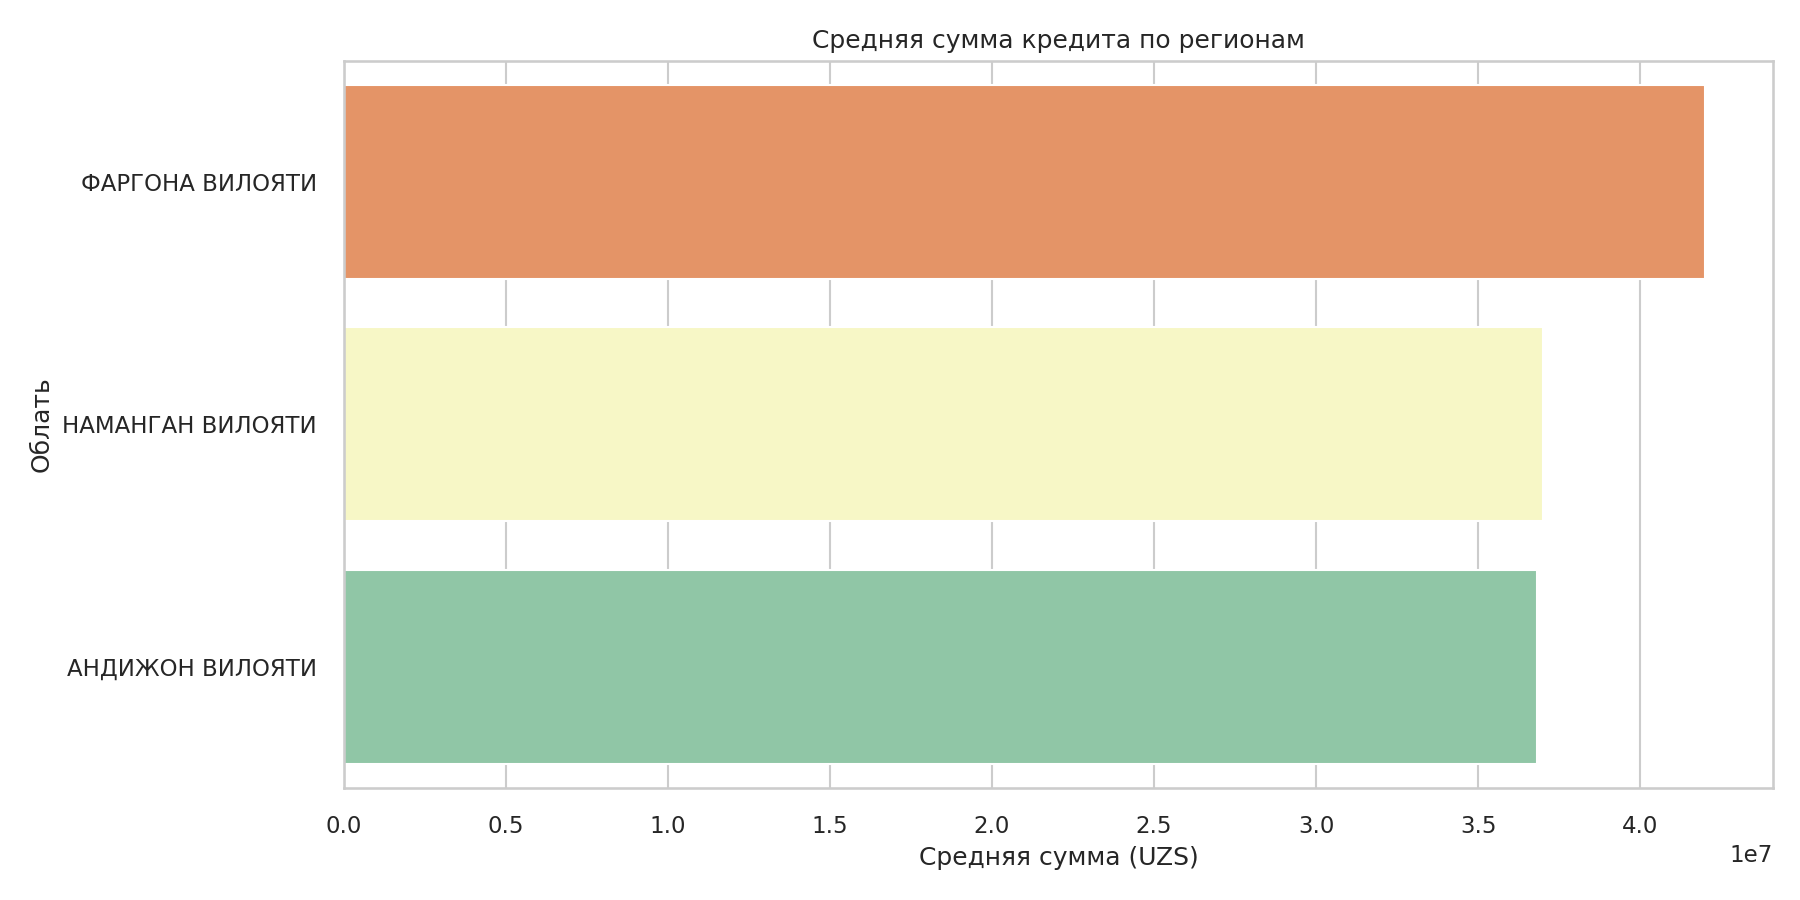 Средняя сумма кредита по регионам
ФАРГОНА ВИЛОЯТИ
НАМАНГАН ВИЛОЯТИ
АНДИЖОН ВИЛОЯТИ
Облать
0.0 0.5 1.0 1.5 2.0 2.5 3.0 3.5 4.0
Средняя сумма (UZS)
1e7